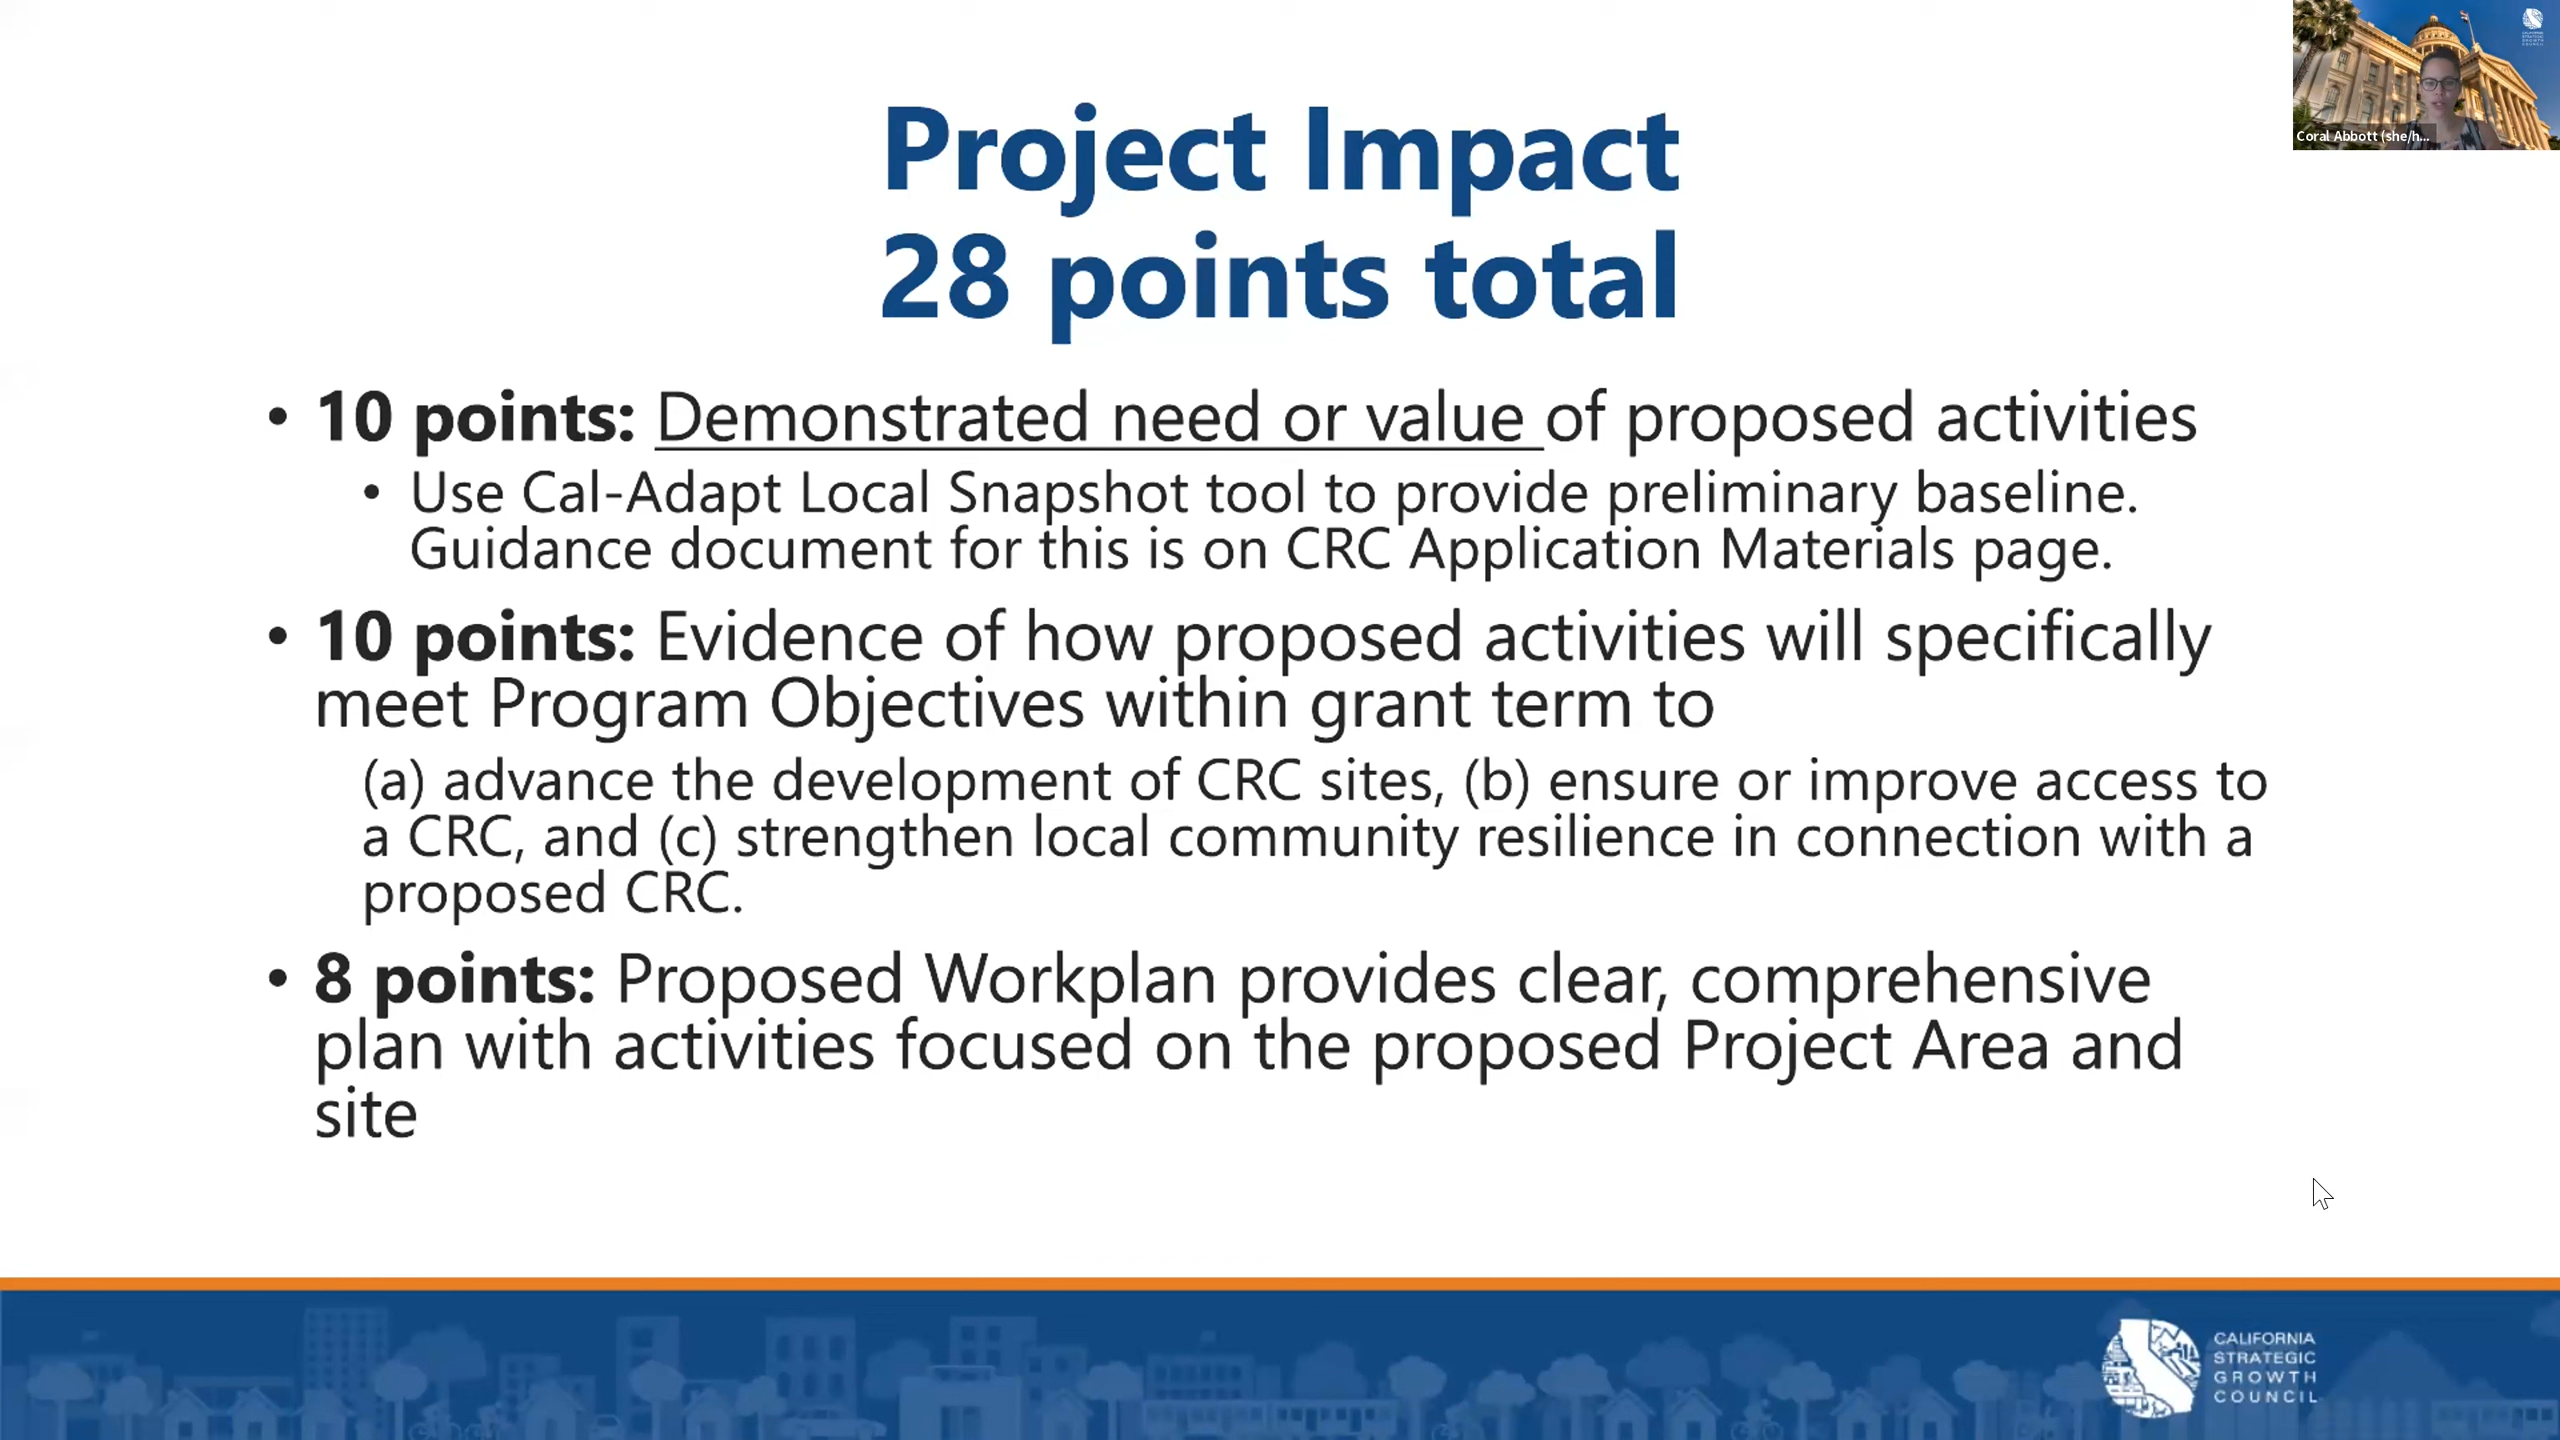 Project Impact
28 points total
• 10 points: Demonstrated need or value of proposed activities
• Use Cal-Adapt Local Snapshot tool to provide preliminary baseline.
Guidance document for this is on CRC Application Materials page.
• 10 points: Evidence of how proposed activities will specifically
meet Program Objectives within grant term to
(a) advance the development of CRC sites, (b) ensure or improve access to
a CRC, and (c) strengthen local community resilience in connection with a
proposed CRC.
• 8 points: Proposed Workplan provides clear, comprehensive
plan with activities focused on the proposed Project Area and
site
Coral Abbott (she/h...
CALIFORNIA
STRATEGIC
GROWTH
COUNCIL